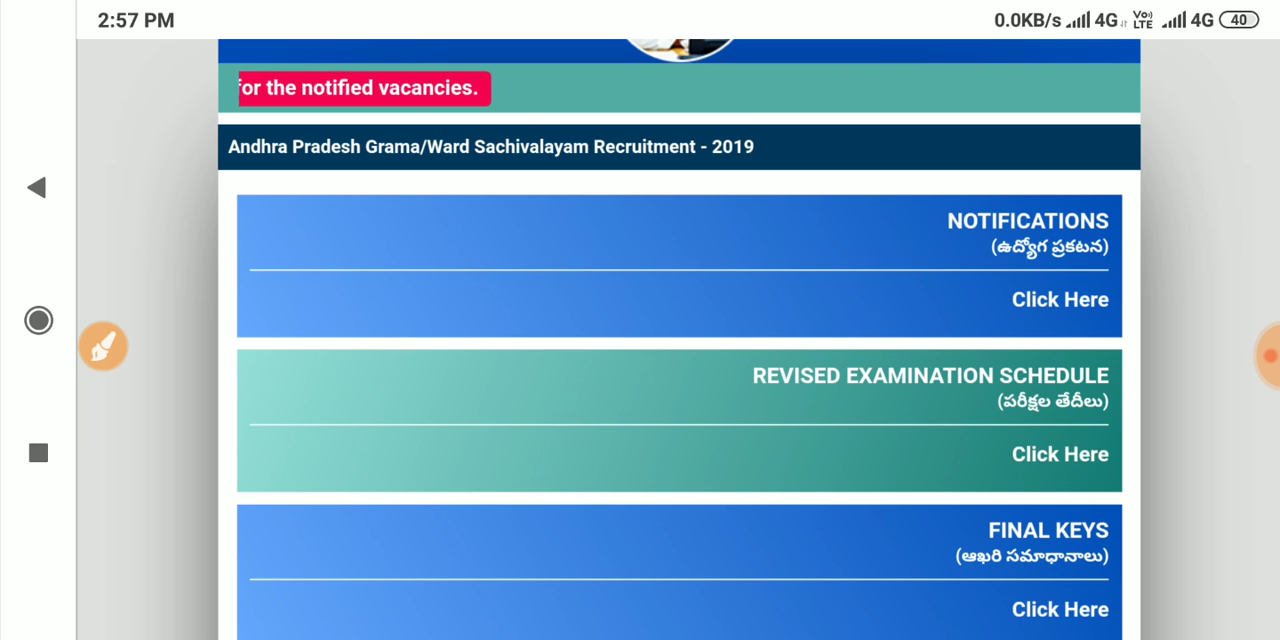 2:57 PM
0.0KB/s 4G Vo) LTE 4G 40
for the notified vacancies.
Andhra Pradesh Grama/Ward Sachivalayam Recruitment - 2019
NOTIFICATIONS
(ఉద్యోగ ప్రకటన)
Click Here
REVISED EXAMINATION SCHEDULE
(పరీక్షల తేదీలు)
Click Here
FINAL KEYS
(ఆఖరి సమాధానాలు)
Click Here